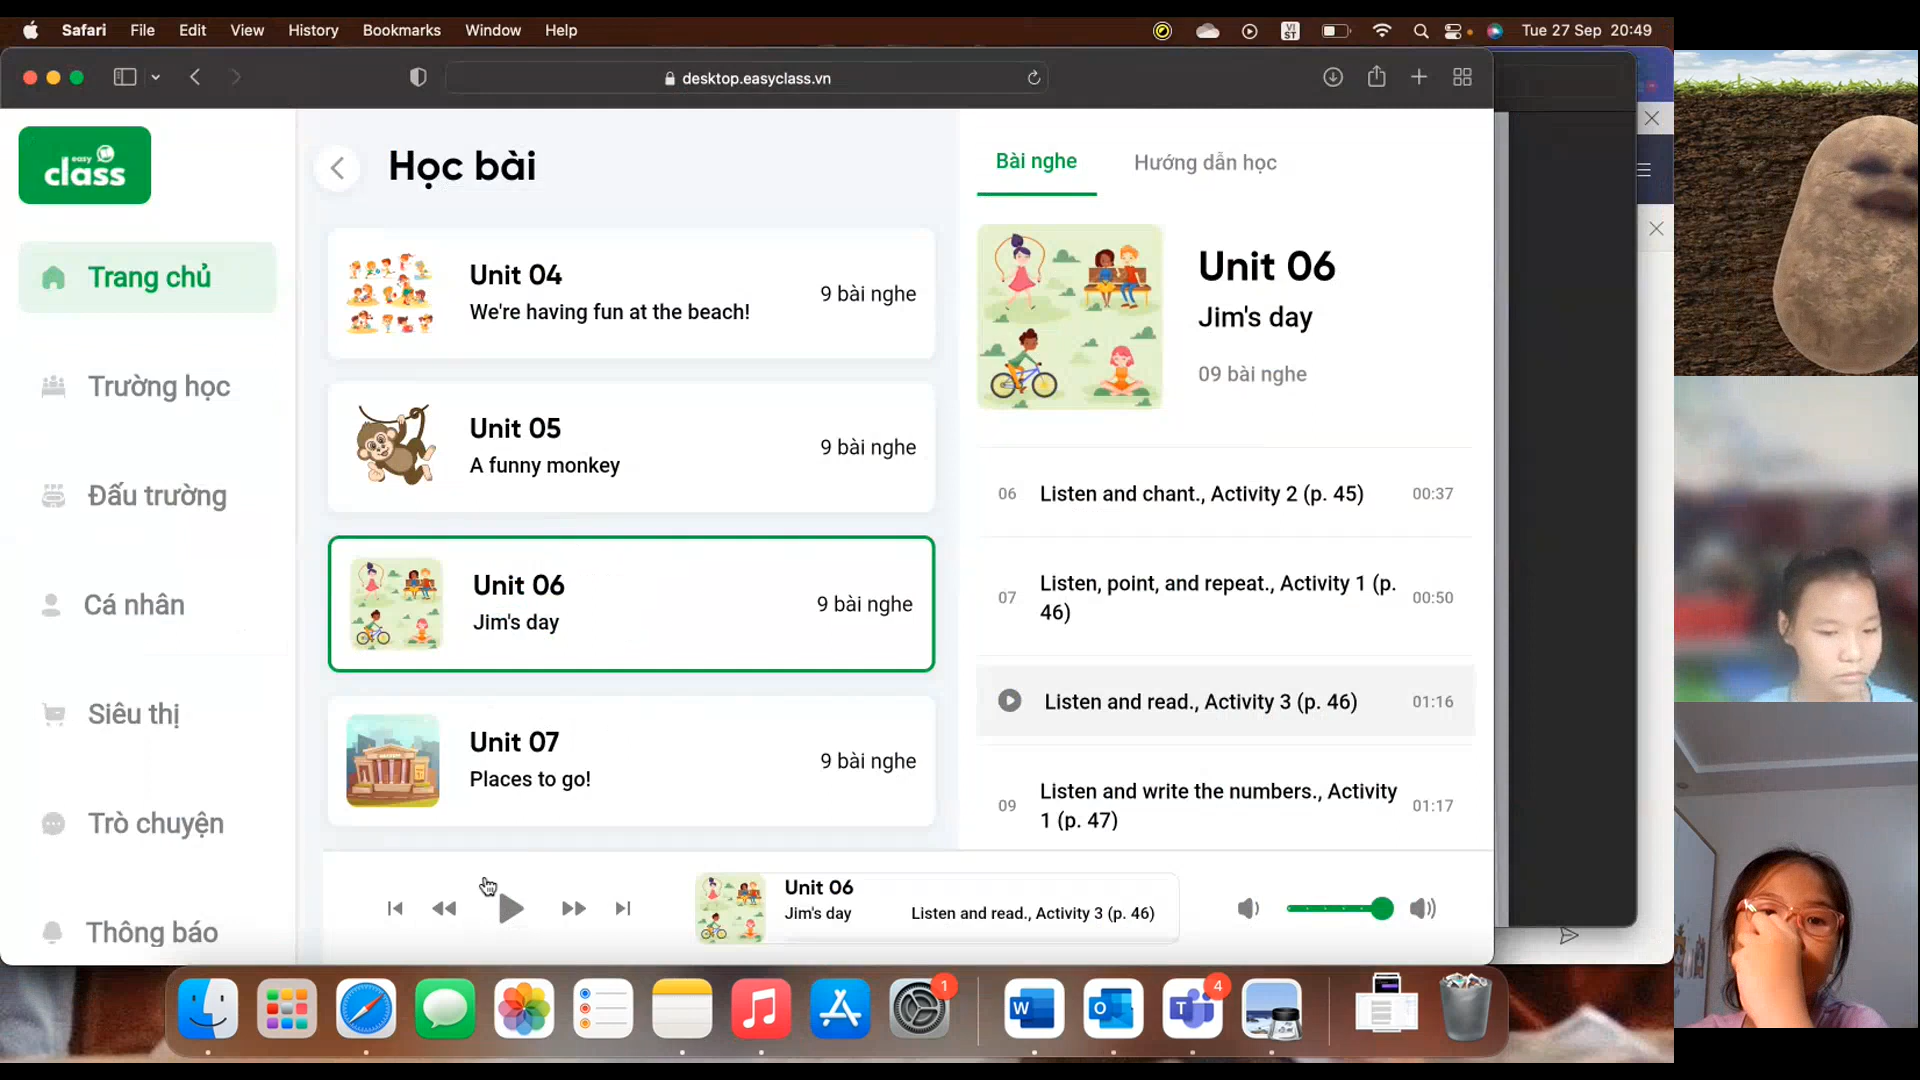 Safari File Edit View History Bookmarks Window Help
VI
ST
Tue 27 Sep 20:49
desktop.easyclass.vn
easy
class
Trang chủ
Trường học
Đấu trường
Cá nhân
Siêu thị
Trò chuyện
Thông báo
Học bài
Unit 04
We're having fun at the beach!
9 bài nghe
Unit 05
A funny monkey
9 bài nghe
Unit 06
Jim's day
9 bài nghe
Unit 07
Places to go!
9 bài nghe
Bài nghe
Hướng dẫn học
Unit 06
Jim's day
09 bài nghe
06 Listen and chant., Activity 2 (p. 45) 00:37
07 Listen, point, and repeat., Activity 1 (p.
46)
00:50
Listen and read., Activity 3 (p. 46) 01:16
09 Listen and write the numbers., Activity
1 (p. 47)
01:17
Unit 06
Jim's day
Listen and read., Activity 3 (p. 46)
1
W
O
T
4